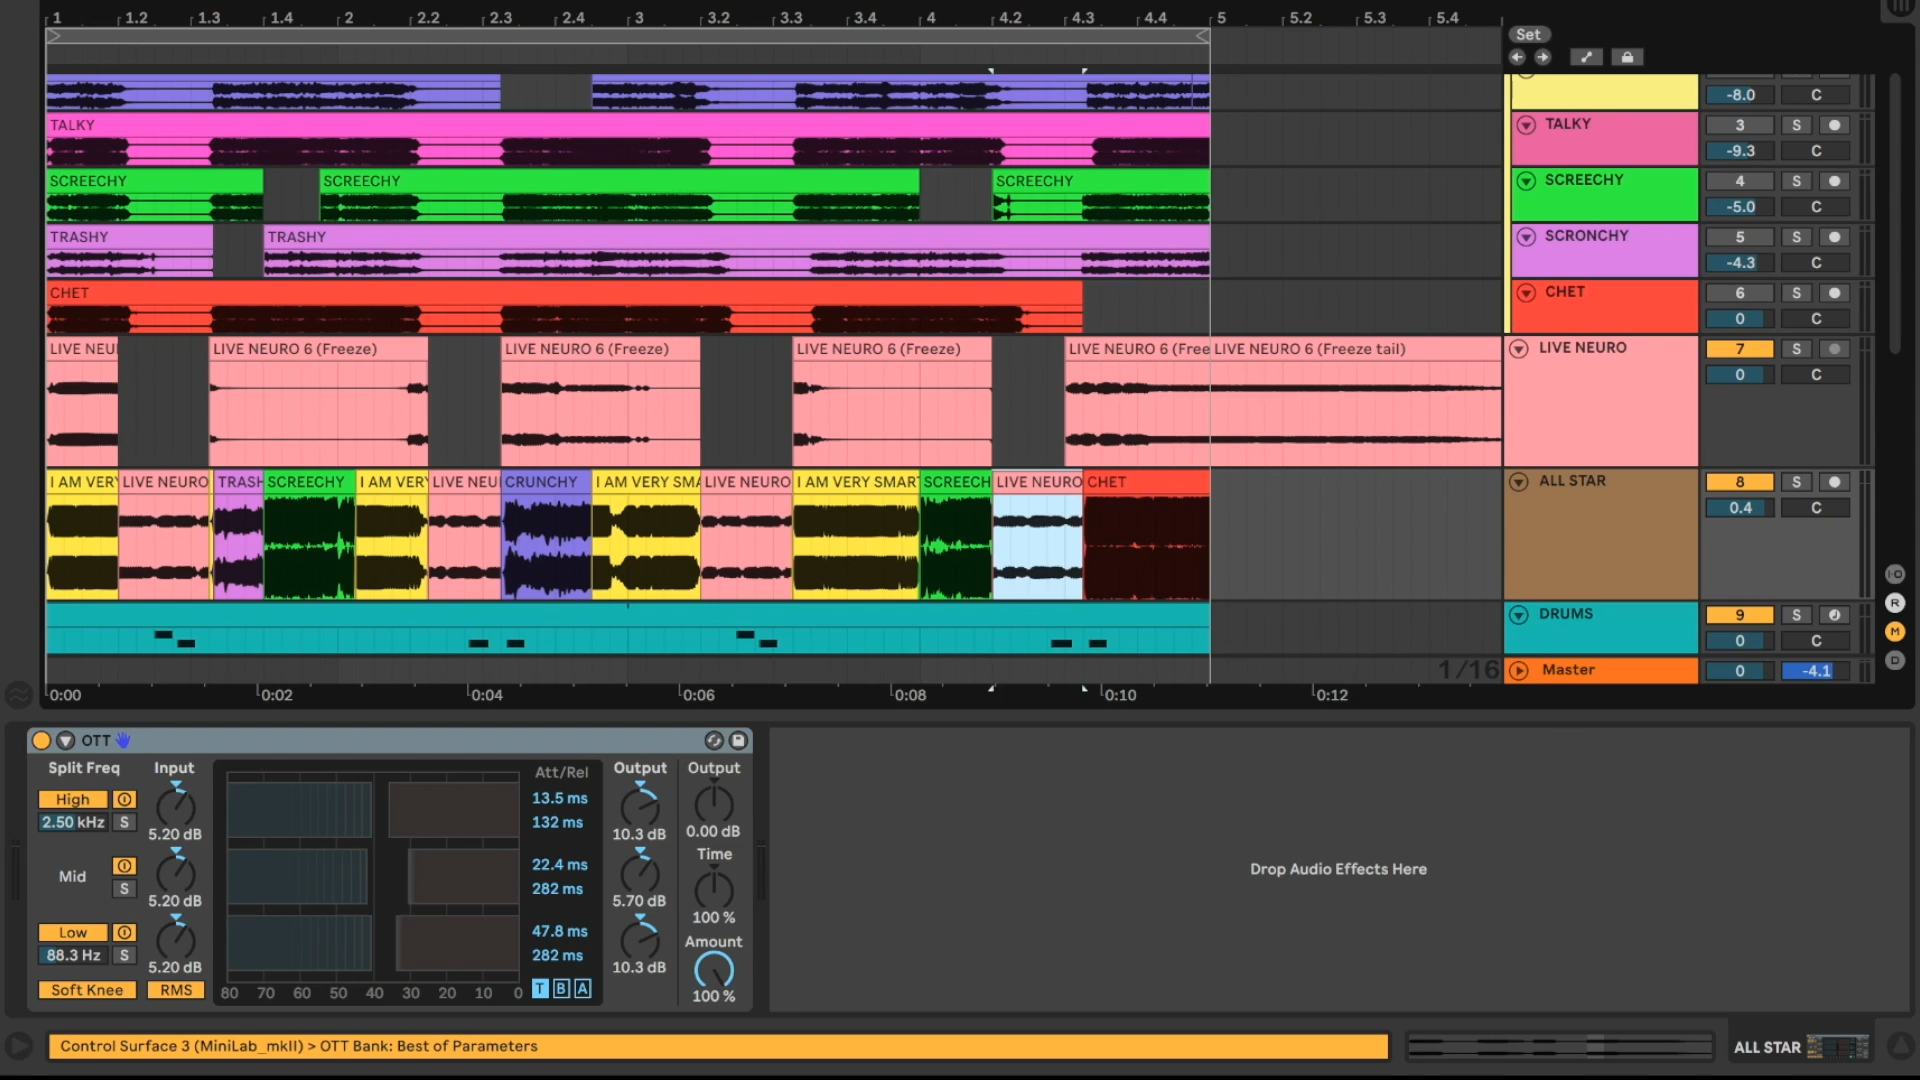 1 1.2 1.3 1.4 2 2.2 2.3 2.4 3 3.2 3.3 3.4 4 4.2 4.3 4.4 5 5.2 5.3 5.4
Set
-8.0 C
TALKY
TALKY 3 S
-9.3 C
SCREECHY SCREECHY SCREECHY
SCREECHY 4 S
-5.0 C
TRASHY TRASHY
SCRONCHY 5 S
-4.3 C
CHET
CHET 6 S
0 C
LIVE NEU LIVE NEURO 6 (Freeze) LIVE NEURO 6 (Freeze) LIVE NEURO 6 (Freeze) LIVE NEURO 6 (Free LIVE NEURO 6 (Freeze tail)
LIVE NEURO 7 S
0 C
I AM VERY LIVE NEURO TRASH SCREECHY I AM VERY LIVE NEU CRUNCHY I AM VERY SMA LIVE NEURO I AM VERY SMART SCREECH LIVE NEURO CHET
ALL STAR 8 S
0.4 C
I·O
R
M
D
DRUMS 9 S
0 C
1/16
Master 0 -4.1
0:00 0:02 0:04 0:06 0:08 0:10 0:12
OTT
Split Freq Input Att/Rel Output Output
High 13.5 ms
2.50 kHz S 132 ms
5.20 dB 10.3 dB 0.00 dB
Time
Mid 22.4 ms
S 282 ms
5.20 dB 5.70 dB 100 %
Low 47.8 ms Amount
88.3 Hz S 282 ms
5.20 dB 10.3 dB
Soft Knee RMS 80 70 60 50 40 30 20 10 0 T B A 100 %
Drop Audio Effects Here
Control Surface 3 (MiniLab_mkII) > OTT Bank: Best of Parameters
ALL STAR